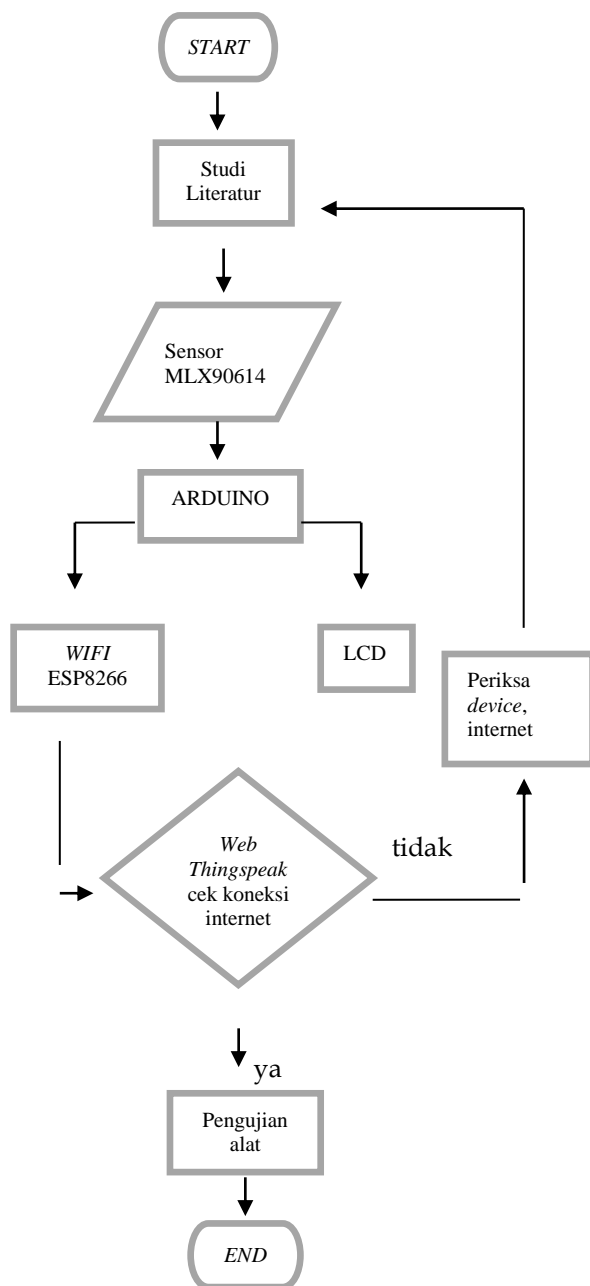 START
Studi
Literatur
Sensor
MLX90614
ARDUINO
WIFI
ESP8266
LCD
Periksa
device,
internet
Web
Thingspeak
cek koneksi
internet
tidak
ya
Pengujian
alat
END